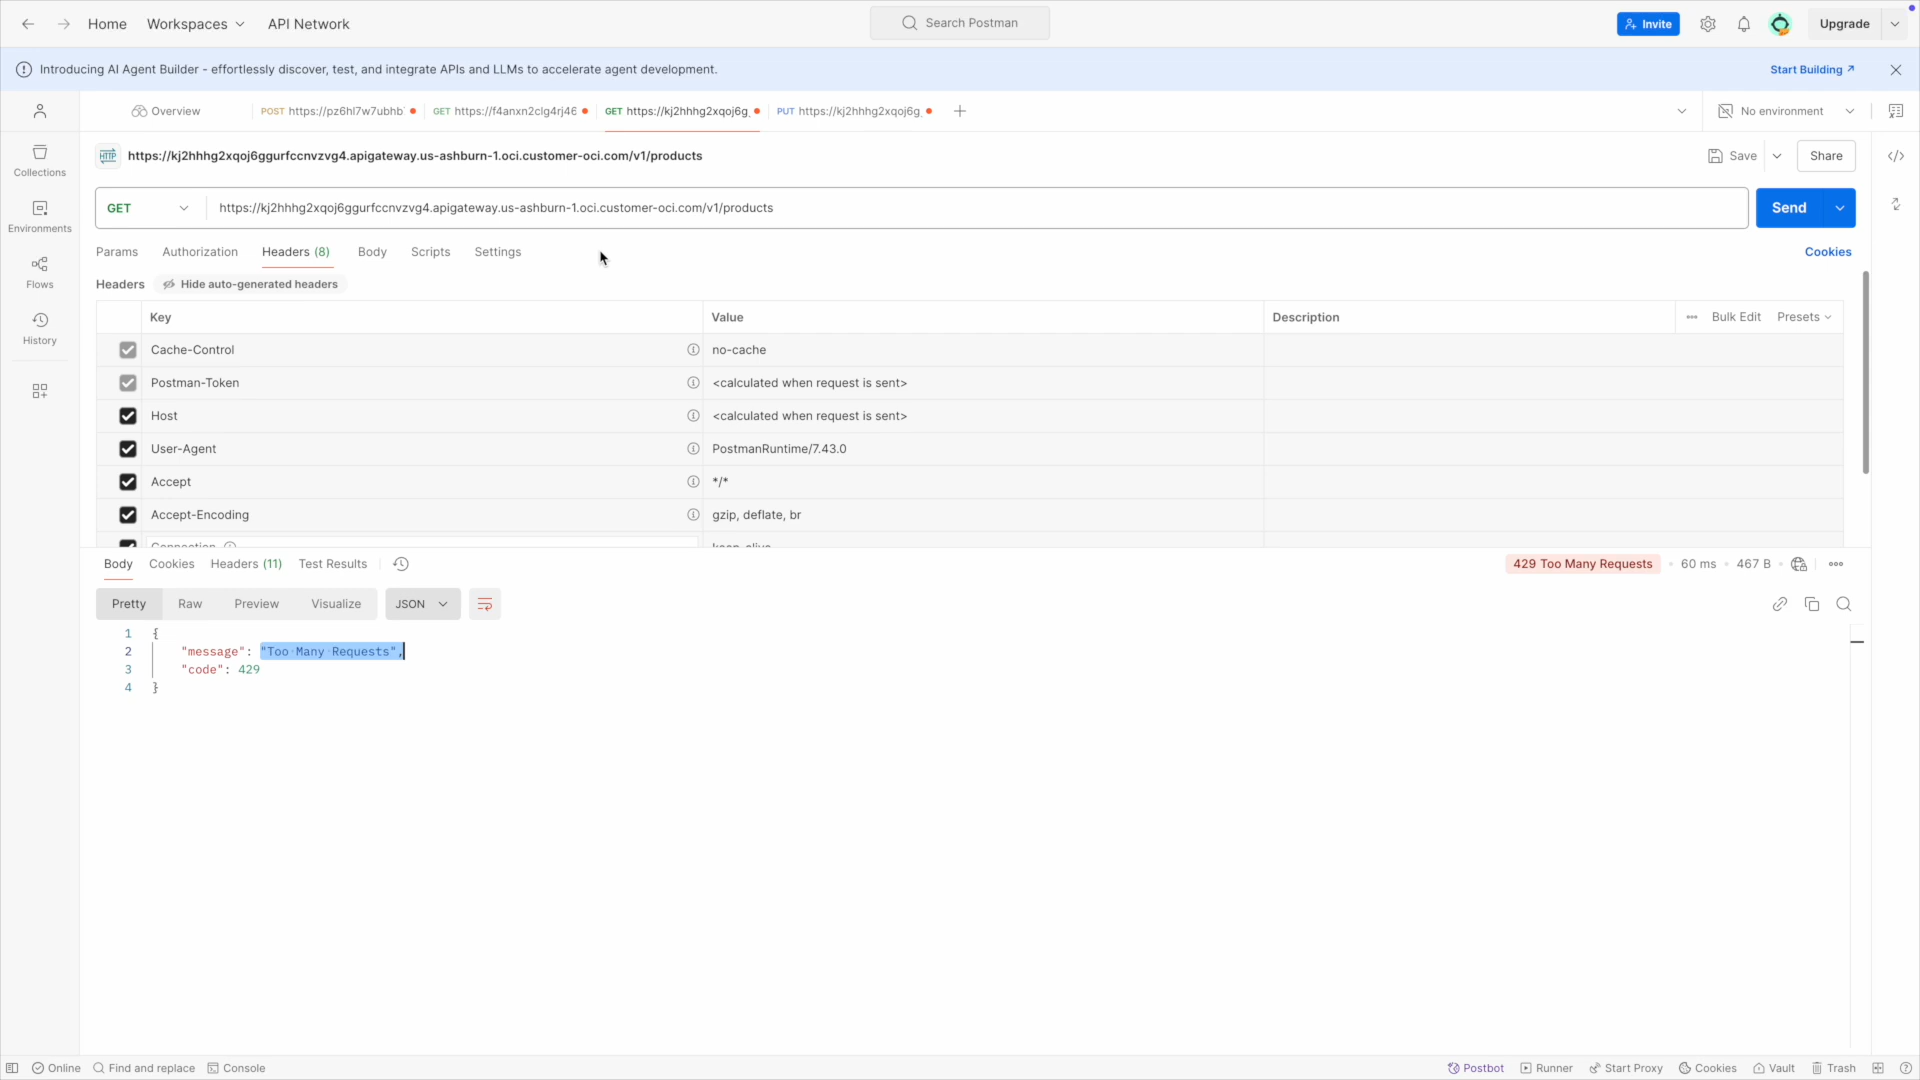 Home
Workspaces
API Network
Search Postman
Invite
Upgrade
Introducing AI Agent Builder - effortlessly discover, test, and integrate APIs and LLMs to accelerate agent development.
Start Building
Overview
POST https://pz6hl7w7ubhb
GET https://f4anxn2clg4rj46
GET https://kj2hhhg2xqoj6g
PUT https://kj2hhhg2xqoj6g
No environment
HTTP
https://kj2hhhg2xqoj6ggurfccnvzvg4.apigateway.us-ashburn-1.oci.customer-oci.com/v1/products
Save
Share
Collections
Environments
Flows
History
GET
https://kj2hhhg2xqoj6ggurfccnvzvg4.apigateway.us-ashburn-1.oci.customer-oci.com/v1/products
Send
Params
Authorization
Headers (8)
Body
Scripts
Settings
Cookies
Headers
Hide auto-generated headers
Key
Value
Description
Bulk Edit
Presets
Cache-Control
no-cache
Postman-Token
<calculated when request is sent>
Host
<calculated when request is sent>
User-Agent
PostmanRuntime/7.43.0
Accept
*/*
Accept-Encoding
gzip, deflate, br
Connection
keep-alive
Body
Cookies
Headers (11)
Test Results
429 Too Many Requests
60 ms
467 B
Pretty
Raw
Preview
Visualize
JSON
1 {
2 "message": "Too Many Requests",
3 "code": 429
4 }
Online
Find and replace
Console
Postbot
Runner
Start Proxy
Cookies
Vault
Trash